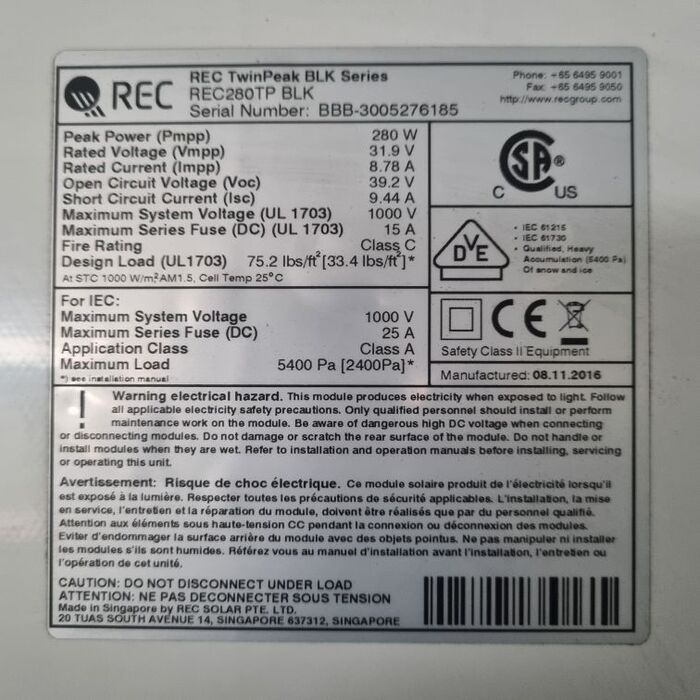 REC
REC TwinPeak BLK Series
REC280TP BLK
Serial Number: BBB-3005276185
Phone: +65 6495 9001
Fax: +65 6495 9050
http://www.recgroup.com
Peak Power (Pmpp) 280 W
Rated Voltage (Vmpp) 31.9 V
Rated Current (Impp) 8.78 A
Open Circuit Voltage (Voc) 39.2 V
Short Circuit Current (Isc) 9.44 A
Maximum System Voltage (UL 1703) 1000 V
Maximum Series Fuse (DC) (UL 1703) 15 A
Fire Rating Class C
Design Load (UL1703) 75.2 lbs/ft² [33.4 lbs/ft²]*
At STC 1000 W/m², AM1.5, Cell Temp 25°C
SA®
C US
DVE
• IEC 61215
• IEC 61730
• Qualified, Heavy
Accumulation (5400 Pa)
Of snow and ice
For IEC:
Maximum System Voltage 1000 V
Maximum Series Fuse (DC) 25 A
Application Class Class A
Maximum Load 5400 Pa [2400Pa]*
*) see installation manual
CE
Safety Class II Equipment
Manufactured: 08.11.2016
! Warning electrical hazard. This module produces electricity when exposed to light. Follow
all applicable electricity safety precautions. Only qualified personnel should install or perform
maintenance work on the module. Be aware of dangerous high DC voltage when connecting
or disconnecting modules. Do not damage or scratch the rear surface of the module. Do not handle or
install modules when they are wet. Refer to installation and operation manuals before installing, servicing
or operating this unit.
Avertissement: Risque de choc électrique. Ce module solaire produit de l'électricité lorsqu'il
est exposé à la lumière. Respecter toutes les précautions de sécurité applicables. L'installation, la mise
en service, l'entretien et la réparation du module, doivent être réalisés que par du personnel qualifié.
Attention aux éléments sous haute-tension CC pendant la connexion ou déconnexion des modules.
Eviter d'endommager la surface arrière du module avec des objets pointus. Ne pas manipuler ni installer
les modules s'ils sont humides. Référez vous au manuel d'installation avant l'installation, l'entretien ou
l'opération de cet unité.
CAUTION: DO NOT DISCONNECT UNDER LOAD
ATTENTION: NE PAS DECONNECTER SOUS TENSION
Made in Singapore by REC SOLAR PTE. LTD.
20 TUAS SOUTH AVENUE 14, SINGAPORE 637312, SINGAPORE